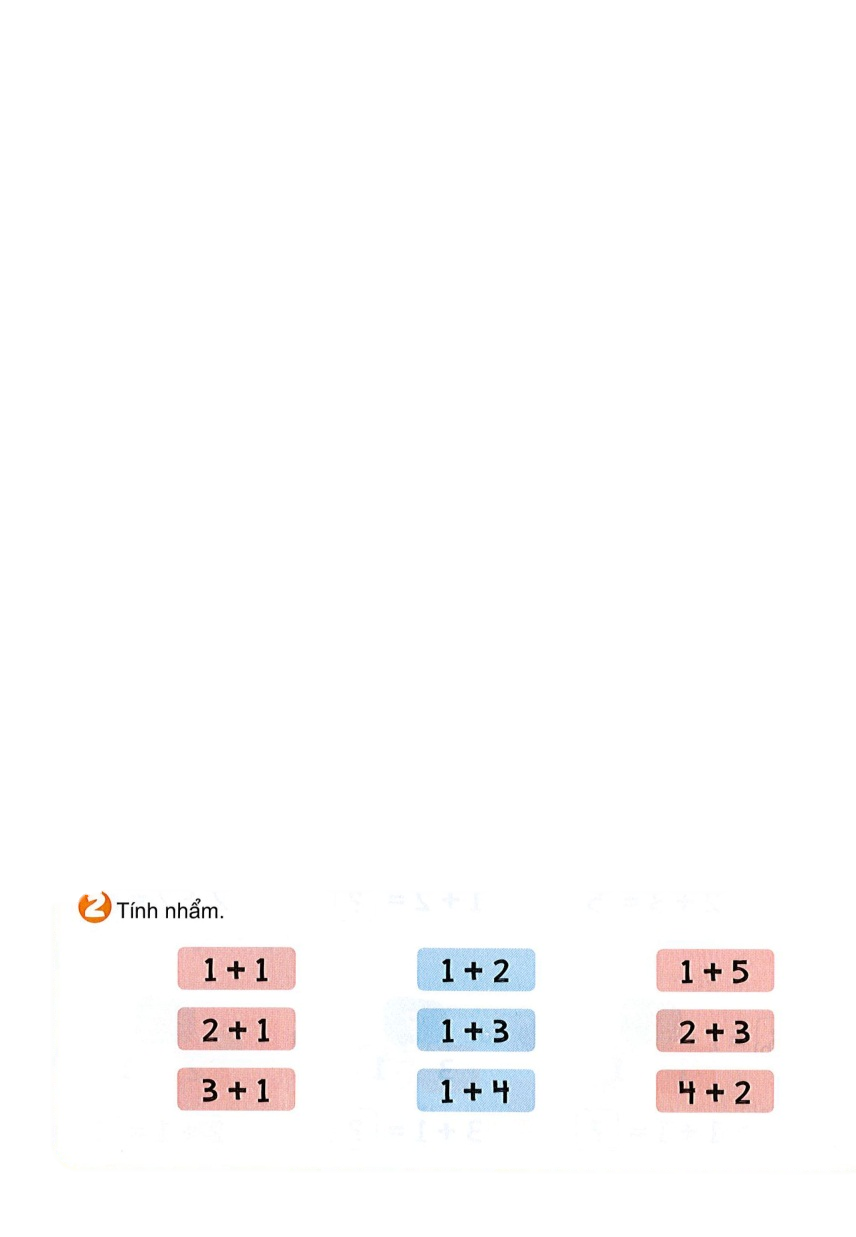 2 Tính nhẩm.
1 + 1 1 + 2 1 + 5
2 + 1 1 + 3 2 + 3
3 + 1 1 + 4 4 + 2